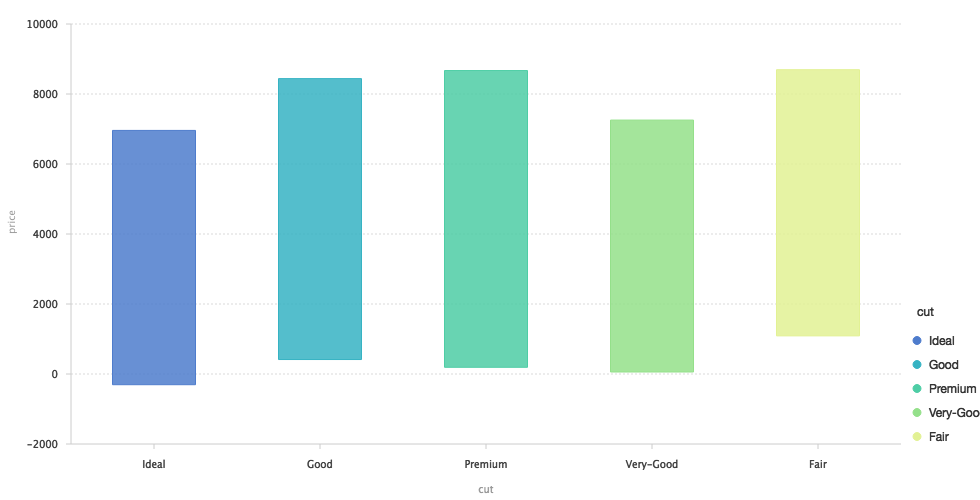 10000
8000
6000
4000
2000
0
−2000
price
Ideal
Good
Premium
Very-Good
Fair
cut
cut
Ideal
Good
Premium
Very-Goo
Fair